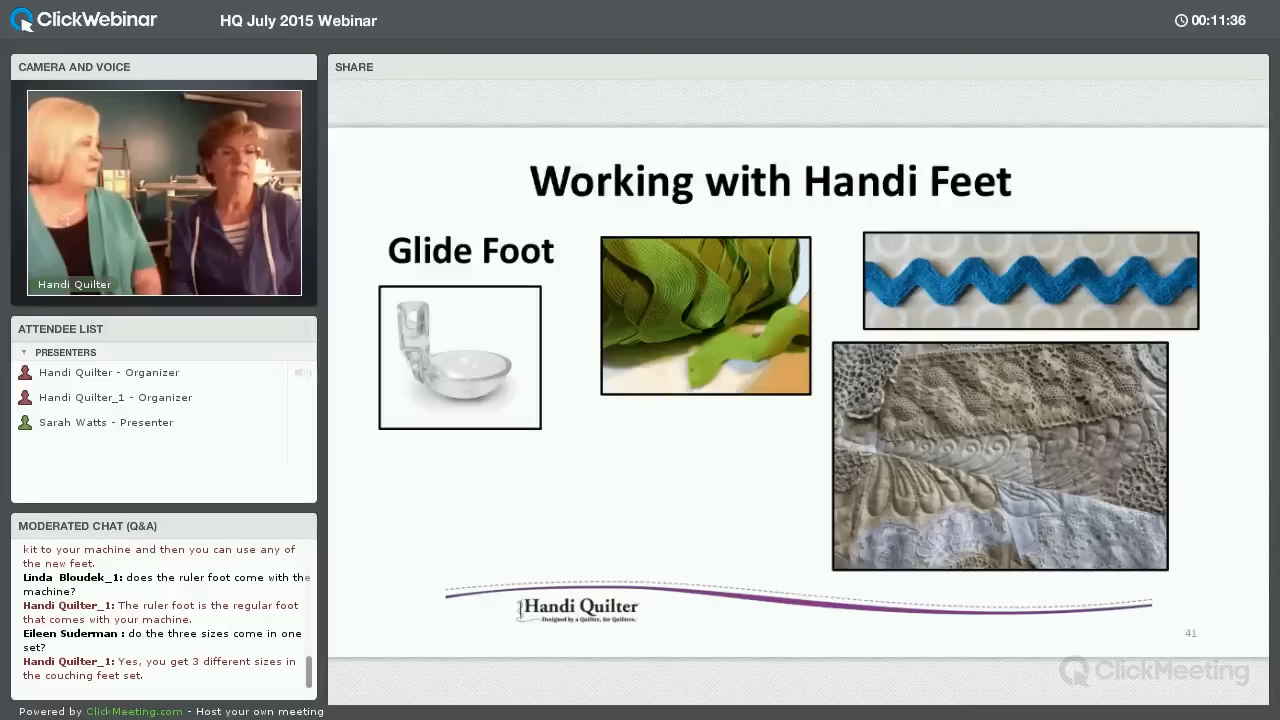 ClickWebinar
HQ July 2015 Webinar
00:11:36
CAMERA AND VOICE
Handi Quilter
ATTENDEE LIST
PRESENTERS
Handi Quilter - Organizer
Handi Quilter_1 - Organizer
Sarah Watts - Presenter
MODERATED CHAT (Q&A)
kit to your machine and then you can use any of
the new feet.
Linda Bloudek_1: does the ruler foot come with the
machine?
Handi Quilter_1: The ruler foot is the regular foot
that comes with your machine.
Eileen Suderman : do the three sizes come in one
set?
Handi Quilter_1: Yes, you get 3 different sizes in
the couching feet set.
Powered by ClickMeeting.com - Host your own meeting
SHARE
Working with Handi Feet
Glide Foot
Handi Quilter
Designed by a Quilter, for Quilters.
41
ClickMeeting